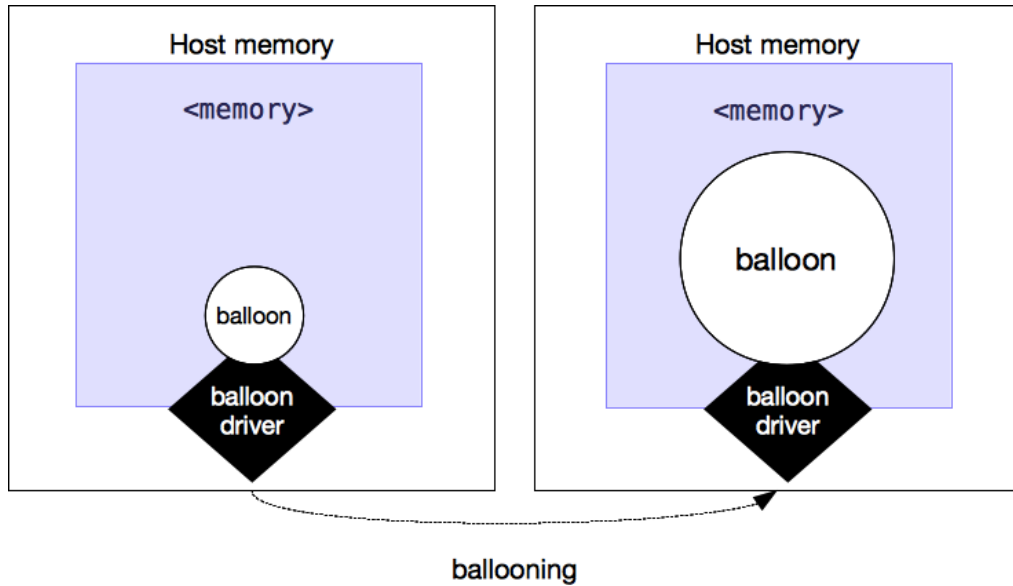 Host memory
<memory>
balloon
balloon
driver
Host memory
<memory>
balloon
balloon
driver
ballooning